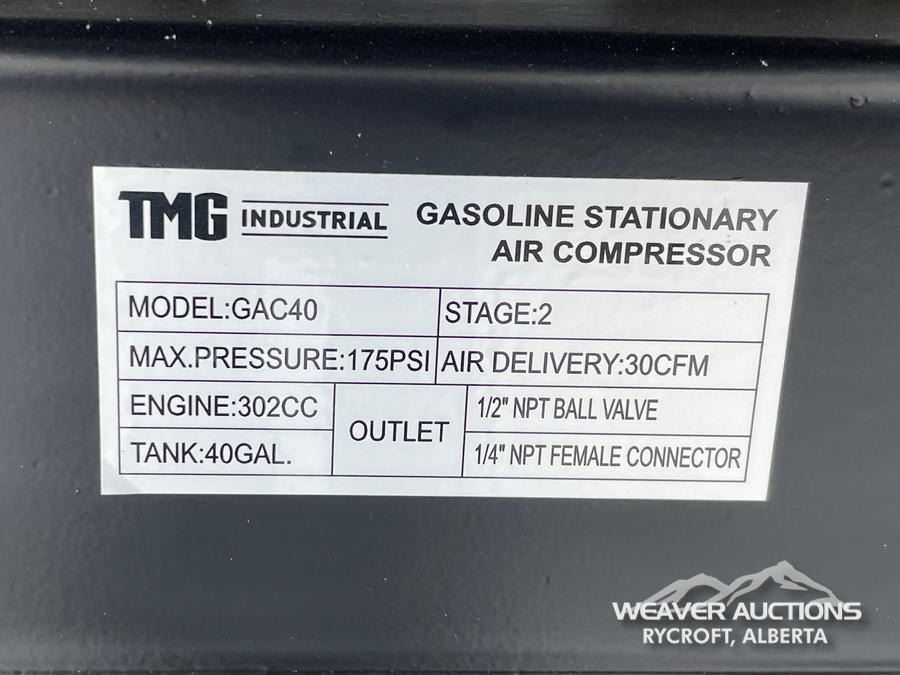 TMG INDUSTRIAL
GASOLINE STATIONARY
AIR COMPRESSOR
MODEL:GAC40
STAGE:2
MAX.PRESSURE:175PSI
AIR DELIVERY:30CFM
ENGINE:302CC
TANK:40GAL.
OUTLET
1/2" NPT BALL VALVE
1/4" NPT FEMALE CONNECTOR
WEAVER AUCTIONS
RYCROFT, ALBERTA